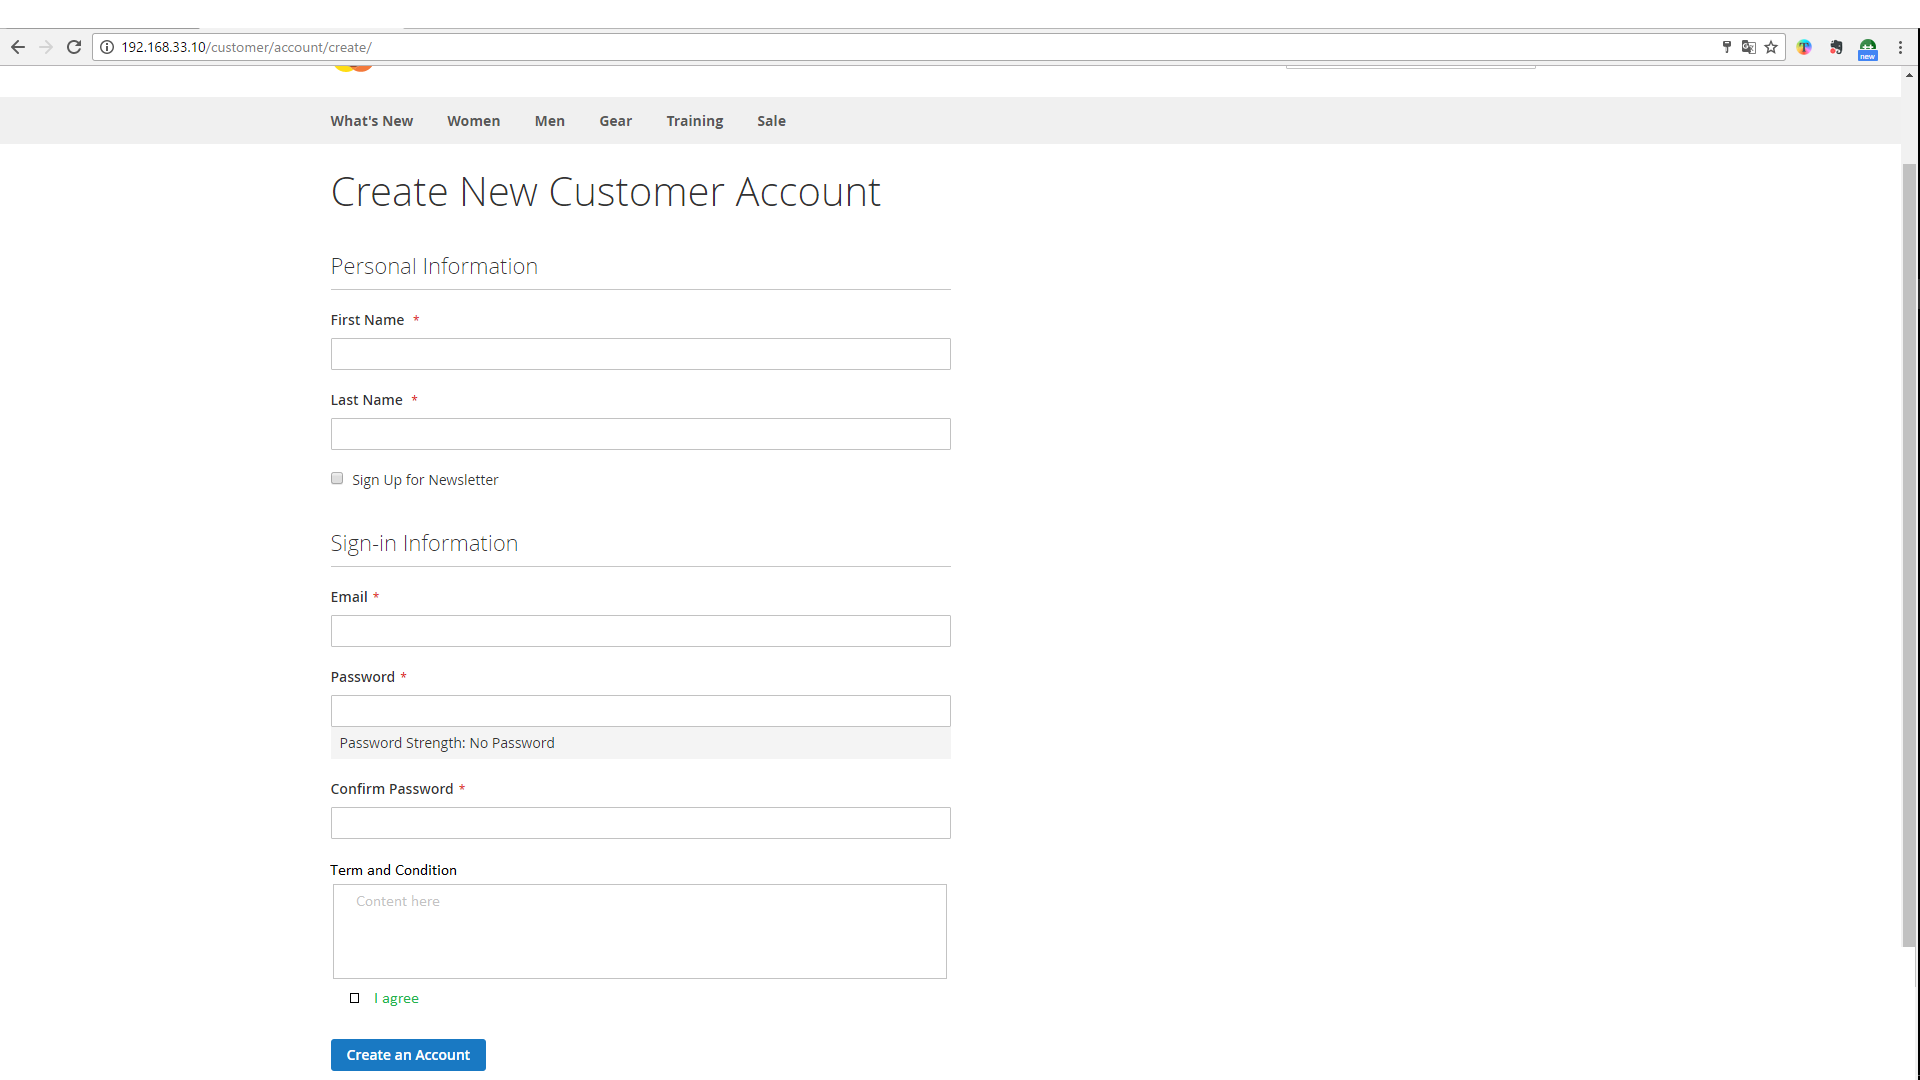 192.168.33.10/customer/account/create/
new
What's New Women Men Gear Training Sale
Create New Customer Account
Personal Information
First Name *
Last Name *
Sign Up for Newsletter
Sign-in Information
Email *
Password *
Password Strength: No Password
Confirm Password *
Term and Condition
Content here
I agree
Create an Account